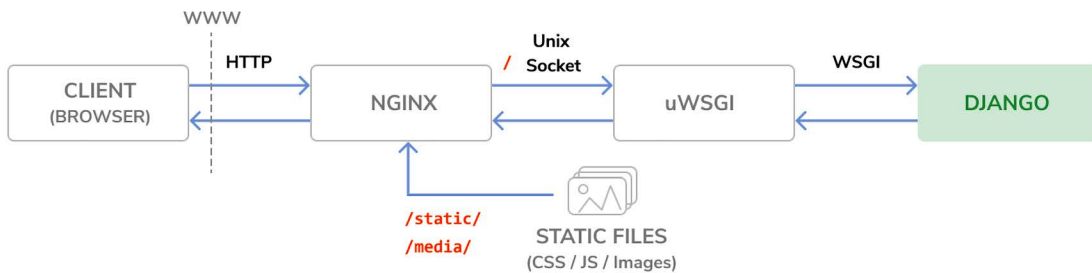 WWW
HTTP
/
Unix
Socket
WSGI
CLIENT
(BROWSER)
NGINX
uWSGI
DJANGO
/static/
/media/
STATIC FILES
(CSS / JS / Images)